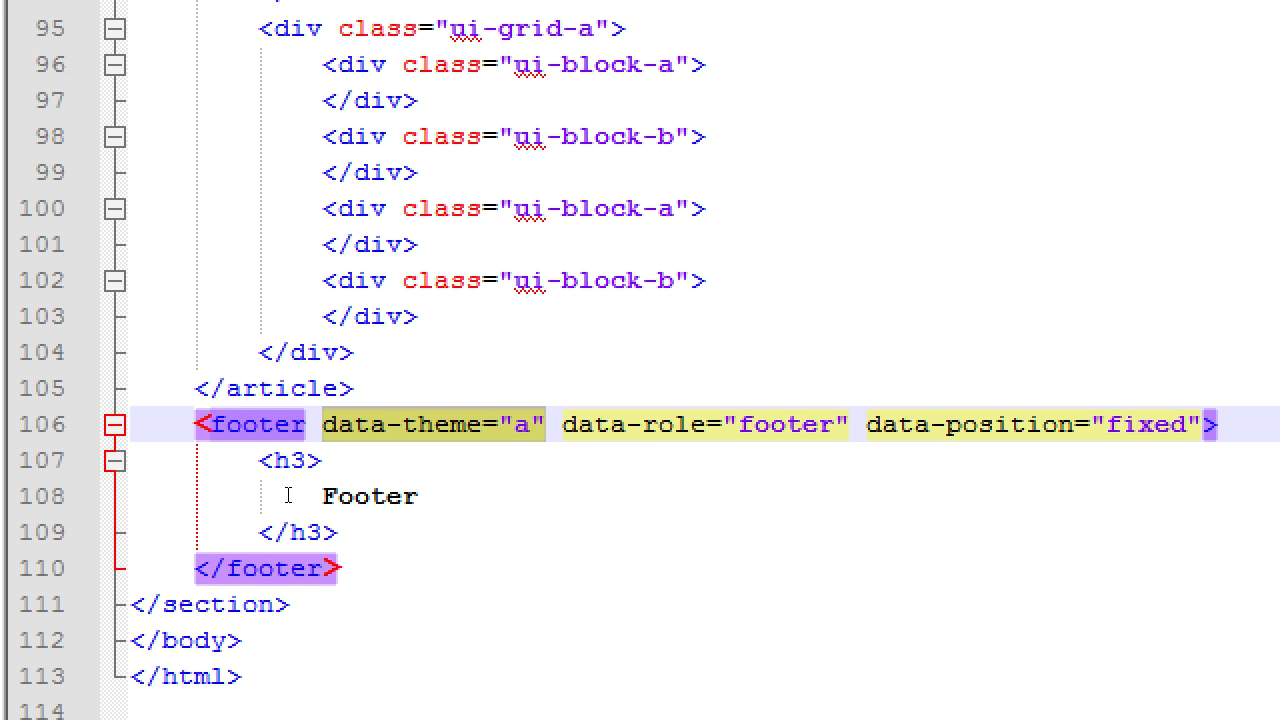 95 <div class="ui-grid-a">
96 <div class="ui-block-a">
97 </div>
98 <div class="ui-block-b">
99 </div>
100 <div class="ui-block-a">
101 </div>
102 <div class="ui-block-b">
103 </div>
104 </div>
105 </article>
106 <footer data-theme="a" data-role="footer" data-position="fixed">
107 <h3>
108 Footer
109 </h3>
110 </footer>
111 </section>
112 </body>
113 </html>
114